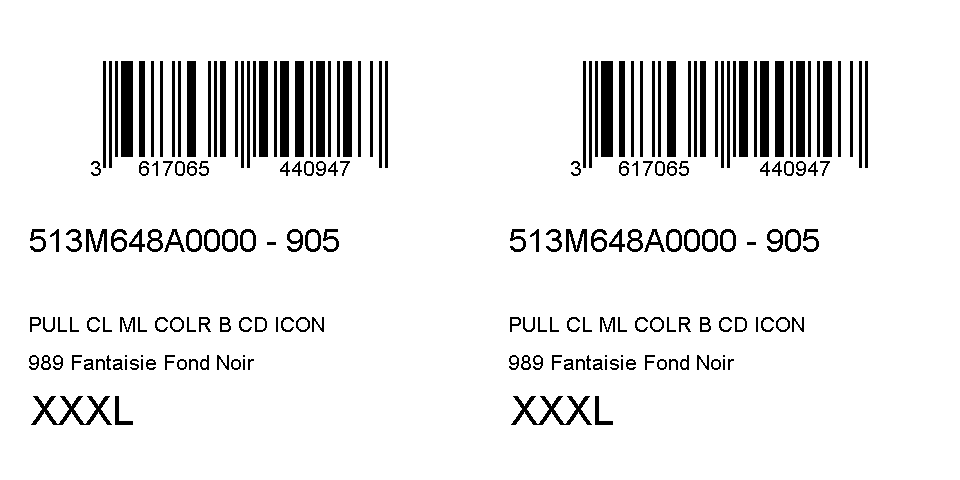 3 617065 440947
513M648A0000 - 905
PULL CL ML COLR B CD ICON
989 Fantaisie Fond Noir
XXXL
3 617065 440947
513M648A0000 - 905
PULL CL ML COLR B CD ICON
989 Fantaisie Fond Noir
XXXL